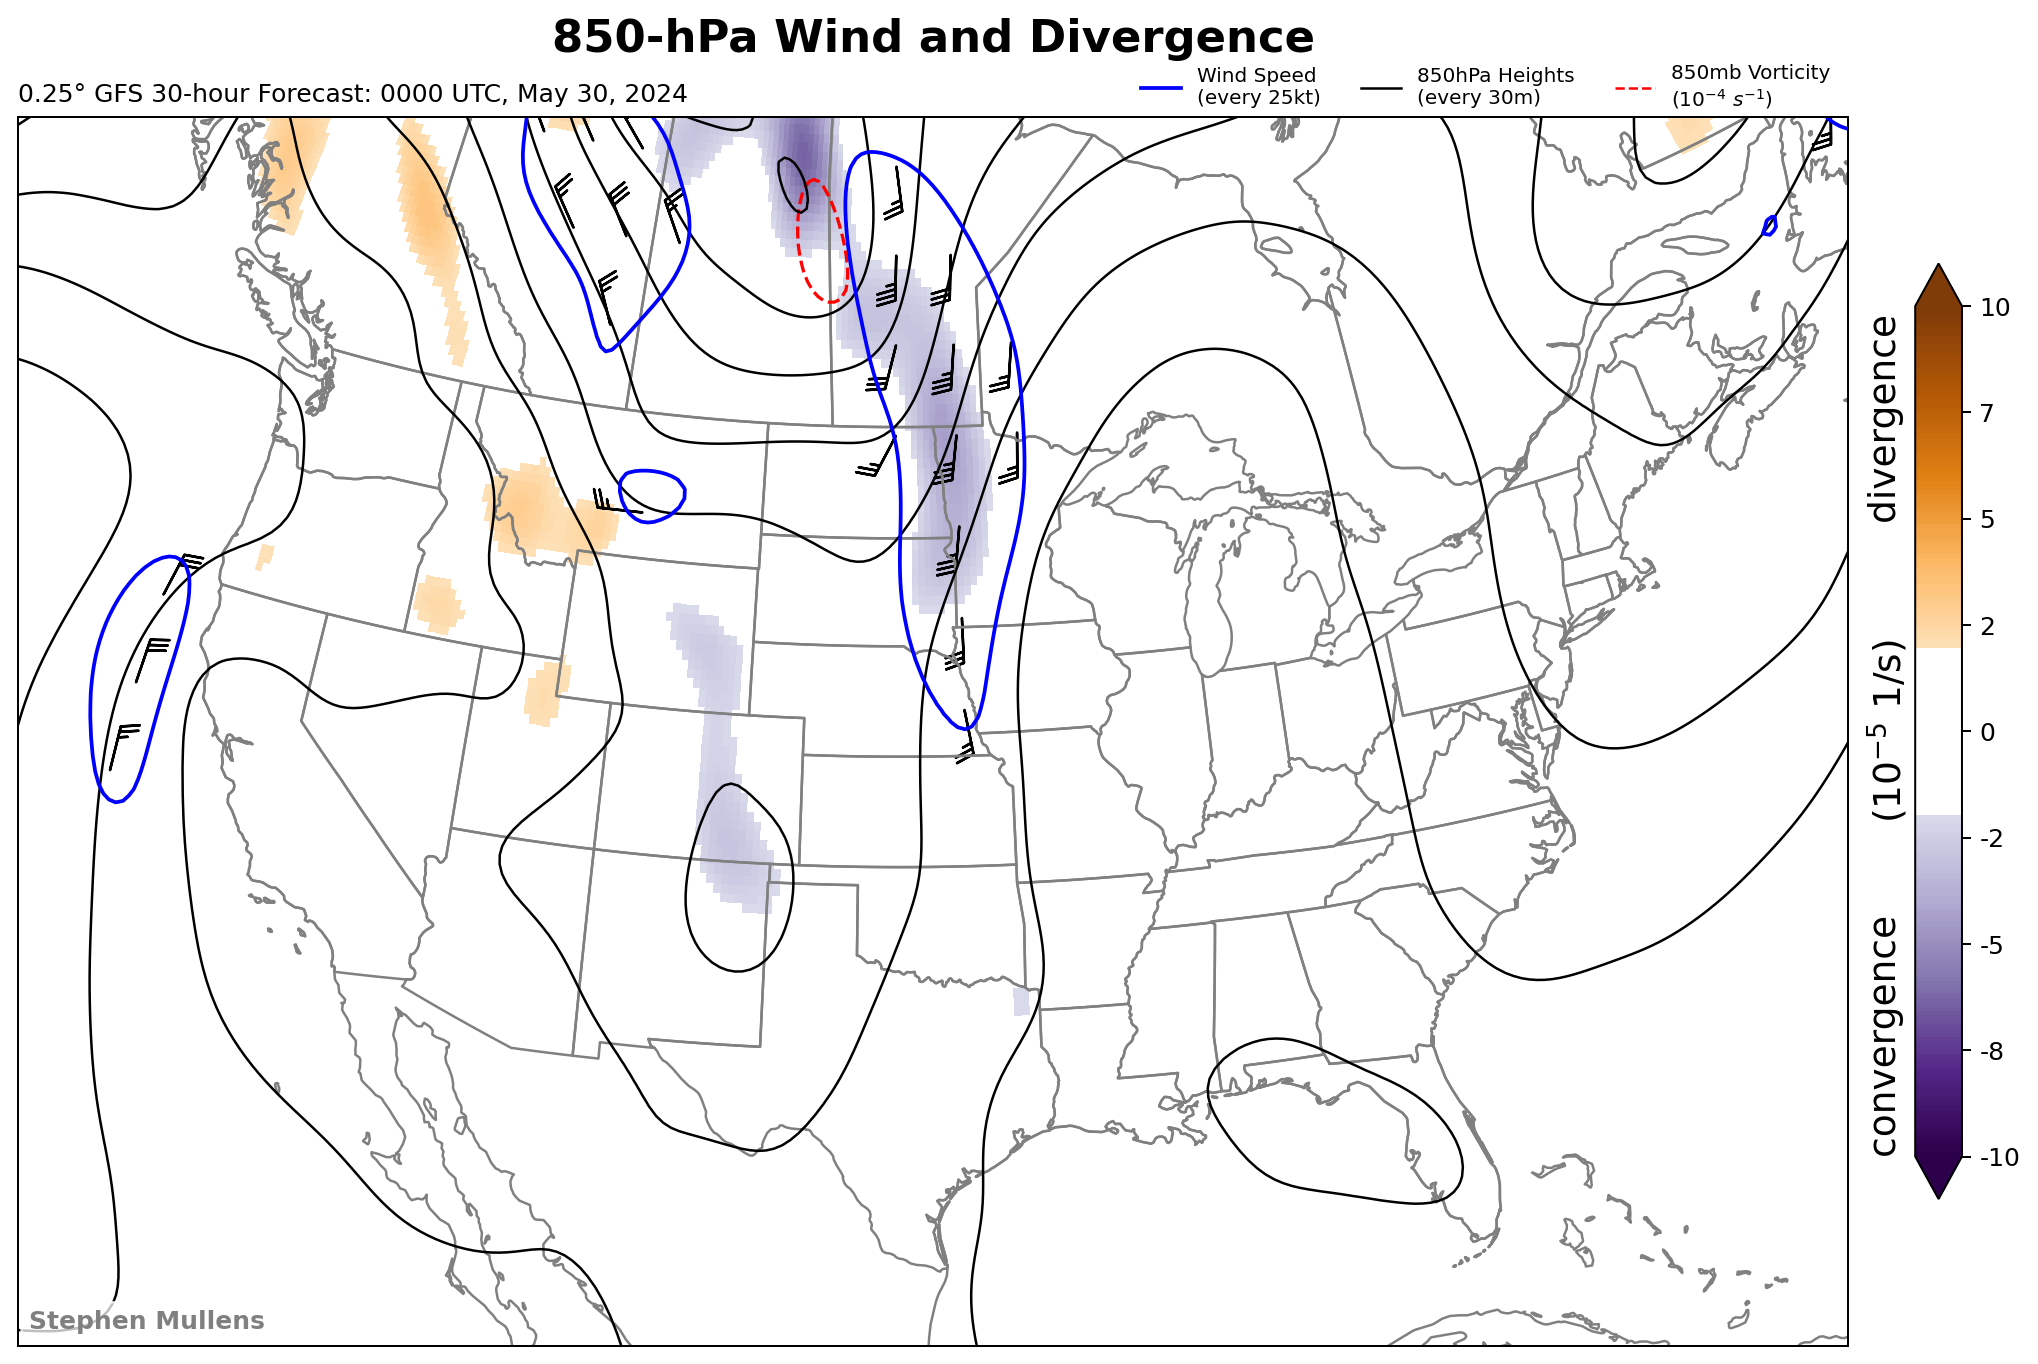 850-hPa Wind and Divergence
0.25° GFS 30-hour Forecast: 0000 UTC, May 30, 2024
Wind Speed
(every 25kt)
850hPa Heights
(every 30m)
850mb Vorticity
(10⁻⁴ s⁻¹)
10
7
5
2
0
-2
-5
-8
-10
convergence (10⁻⁵ 1/s) divergence
Stephen Mullens